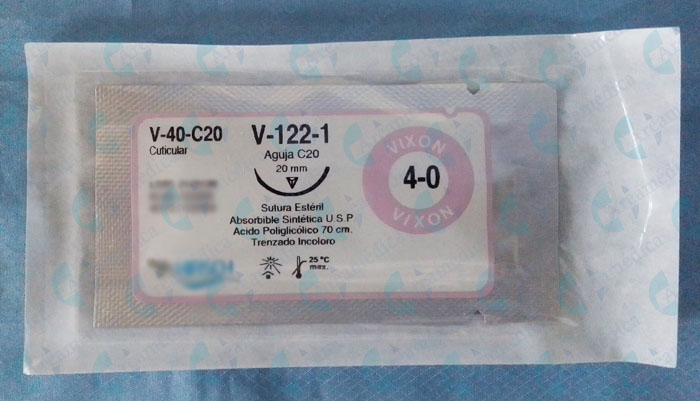 V-40-C20
Cuticular
V-122-1
Aguja C20
20 mm
Sutura Estéril
Absorbible Sintética U.S.P
Acido Poliglicólico 70 cm.
Trenzado Incoloro
25 °C
max.
VIXON
4-0
VIXON